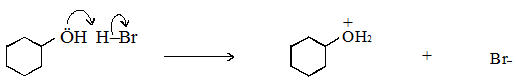 ÖH H–Br
+
OH2 + Br-